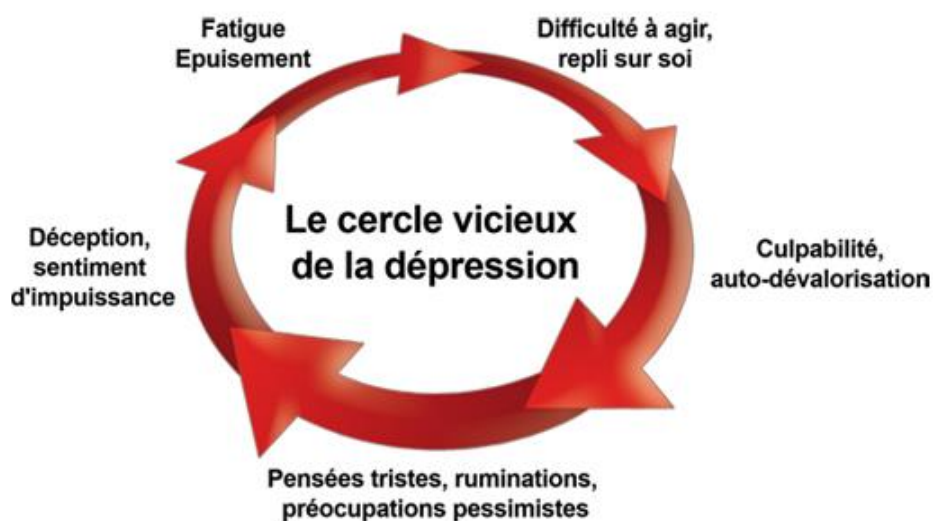 Fatigue
Epuisement
Difficulté à agir,
repli sur soi
Le cercle vicieux
de la dépression
Déception,
sentiment
d'impuissance
Culpabilité,
auto-dévalorisation
Pensées tristes, ruminations,
préocupations pessimistes